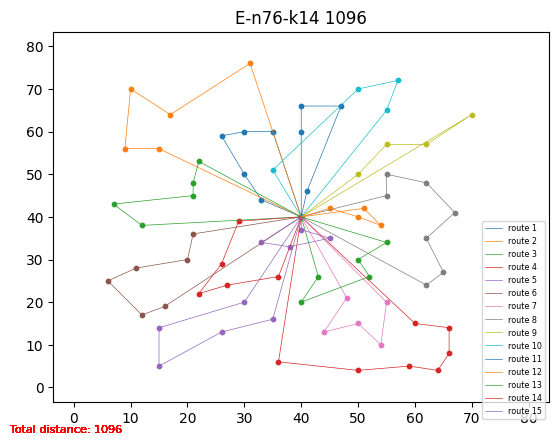 E-n76-k14 1096
80
70
60
50
40
30
20
10
0
0 10 20 30 40 50 60 70 80
route 1
route 2
route 3
route 4
route 5
route 6
route 7
route 8
route 9
route 10
route 11
route 12
route 13
route 14
route 15
Total distance: 1096